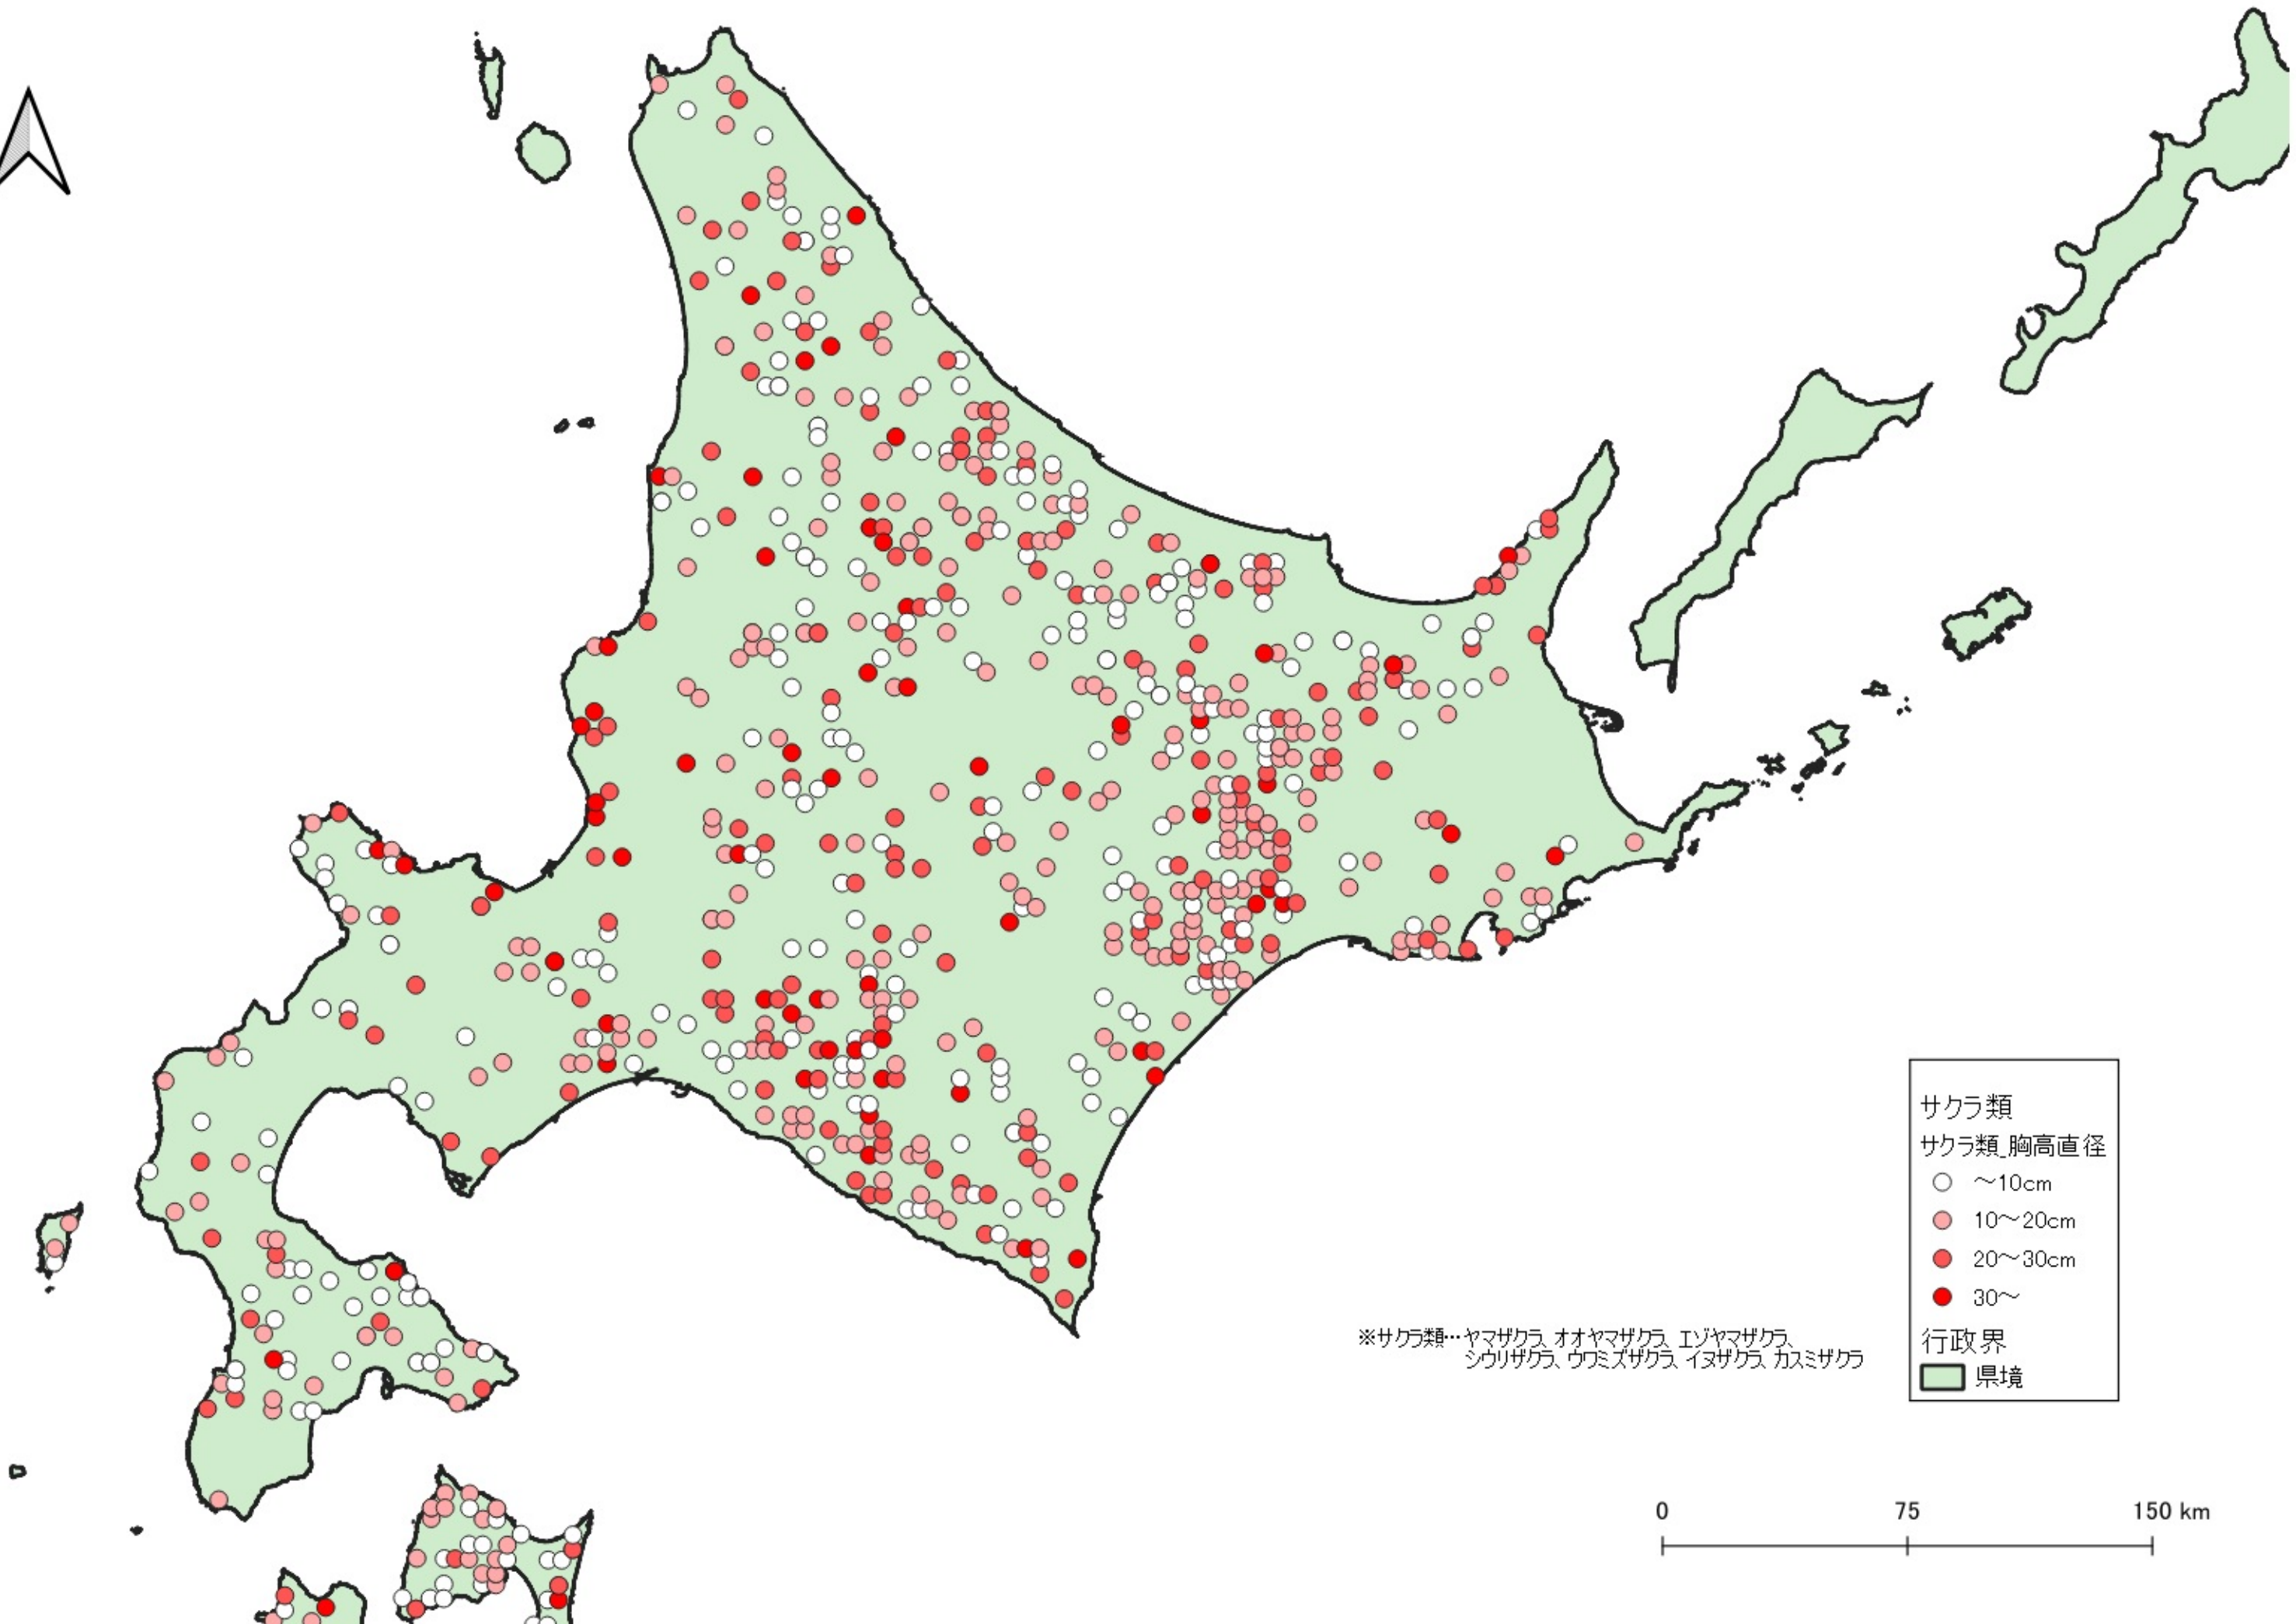 サクラ類
サクラ類_胸高直径
～10cm
10～20cm
20～30cm
30～
行政界
県境
※サクラ類…ヤマザクラ、オオヤマザクラ、エゾヤマザクラ、
シウリザクラ、ウワミズザクラ、イヌザクラ、カスミザクラ
0 75 150 km